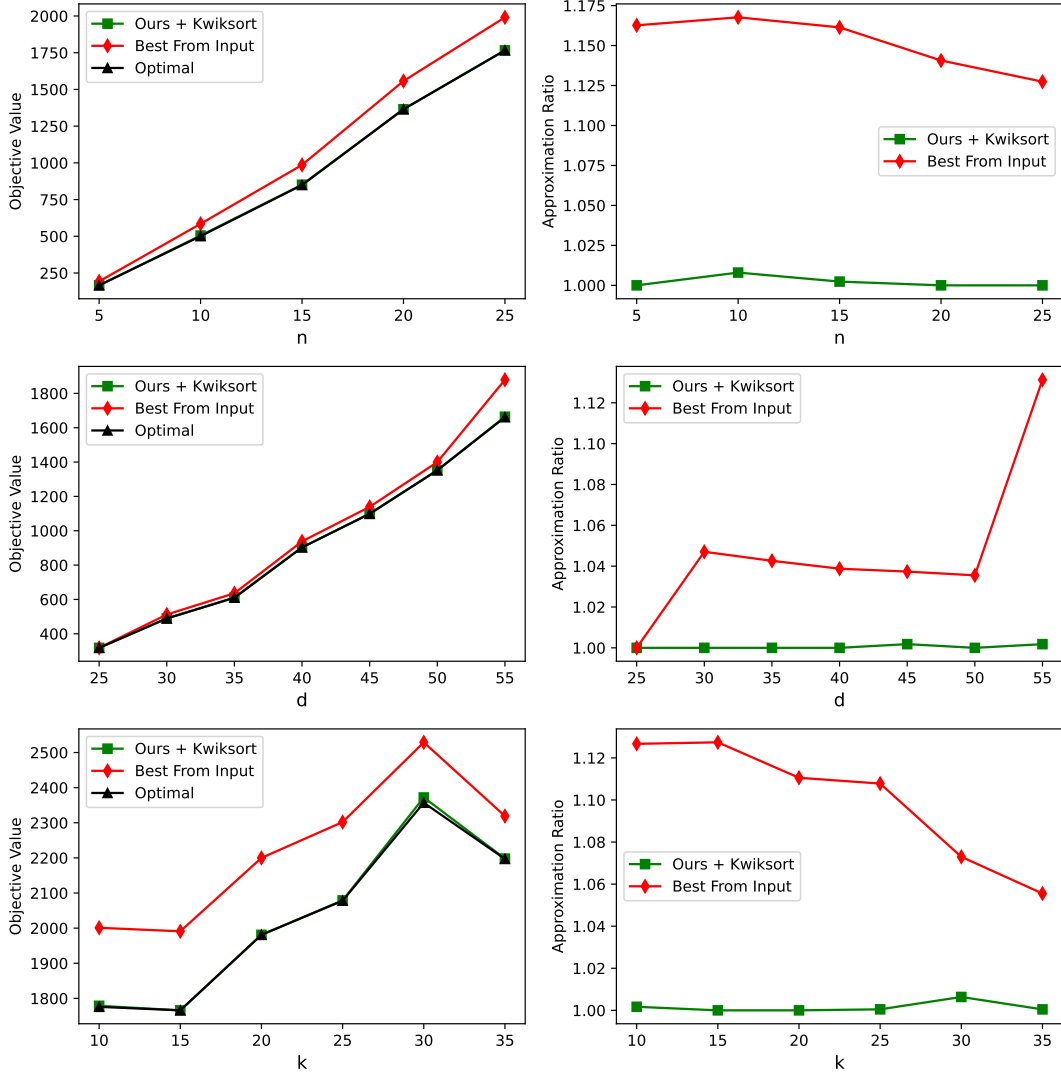 Ours + Kwiksort
Best From Input
Optimal
Objective Value
2000
1750
1500
1250
1000
750
500
250
5 10 15 20 25
n
Ours + Kwiksort
Best From Input
Approximation Ratio
1.175
1.150
1.125
1.100
1.075
1.050
1.025
1.000
5 10 15 20 25
n
Ours + Kwiksort
Best From Input
Optimal
Objective Value
1800
1600
1400
1200
1000
800
600
400
25 30 35 40 45 50 55
d
Ours + Kwiksort
Best From Input
Approximation Ratio
1.12
1.10
1.08
1.06
1.04
1.02
1.00
25 30 35 40 45 50 55
d
Ours + Kwiksort
Best From Input
Optimal
Objective Value
2500
2400
2300
2200
2100
2000
1900
1800
10 15 20 25 30 35
k
Ours + Kwiksort
Best From Input
Approximation Ratio
1.12
1.10
1.08
1.06
1.04
1.02
1.00
10 15 20 25 30 35
k